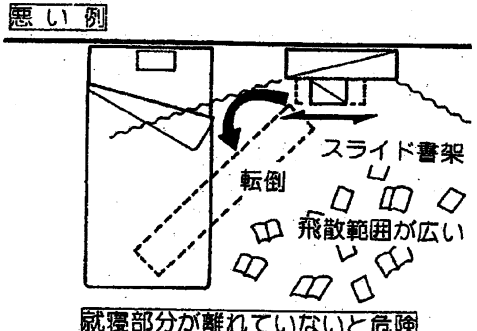 悪い例
スライド書架
転倒
飛散範囲が広い
就寝部分が離れていないと危険